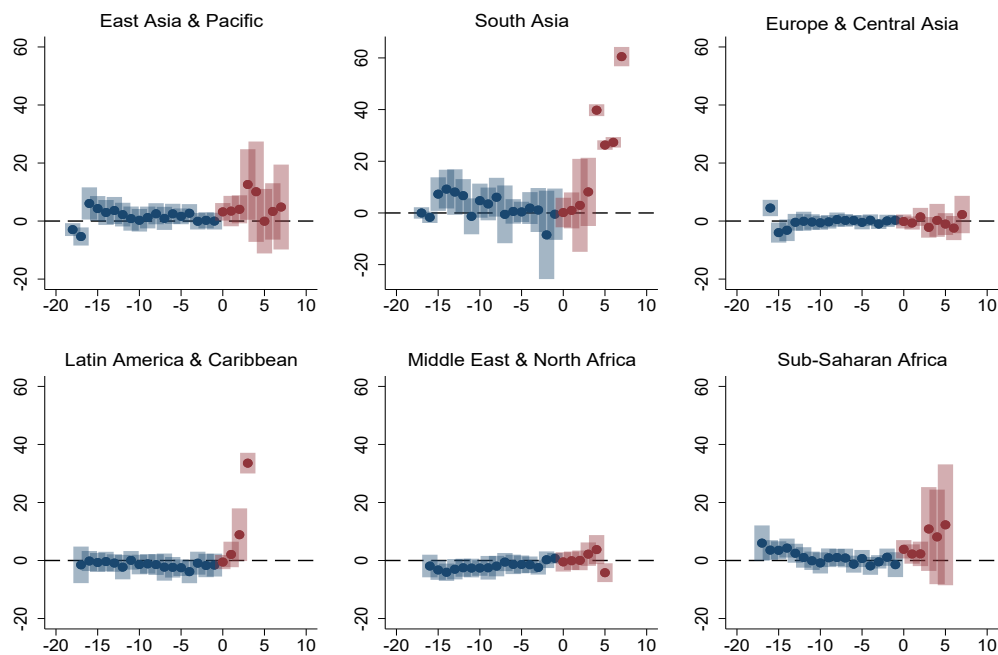 East Asia & Pacific
60
40
20
0
-20
-20 -15 -10 -5 0 5 10
South Asia
60
40
20
0
-20
-20 -15 -10 -5 0 5 10
Europe & Central Asia
60
40
20
0
-20
-20 -15 -10 -5 0 5 10
Latin America & Caribbean
60
40
20
0
-20
-20 -15 -10 -5 0 5 10
Middle East & North Africa
60
40
20
0
-20
-20 -15 -10 -5 0 5 10
Sub-Saharan Africa
60
40
20
0
-20
-20 -15 -10 -5 0 5 10